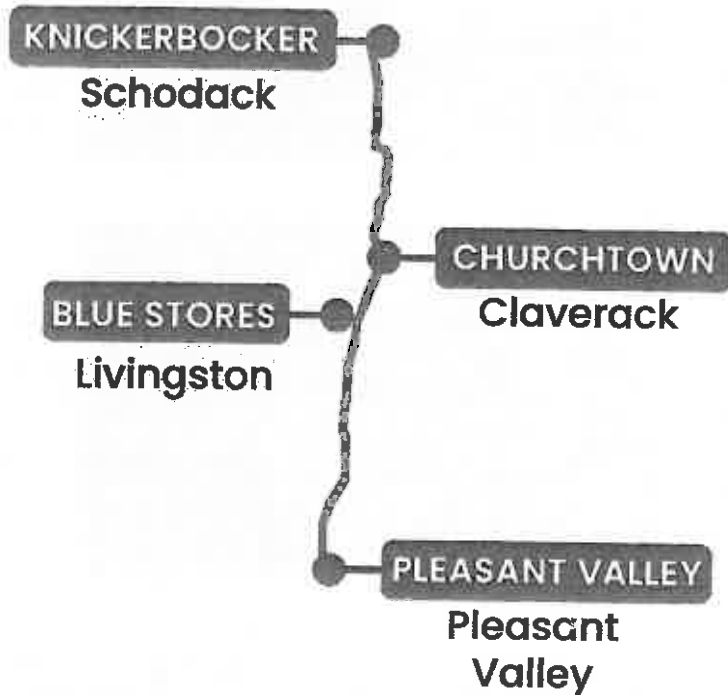 KNICKERBOCKER
Schodack
CHURCHTOWN
Claverack
BLUE STORES
Livingston
PLEASANT VALLEY
Pleasant
Valley